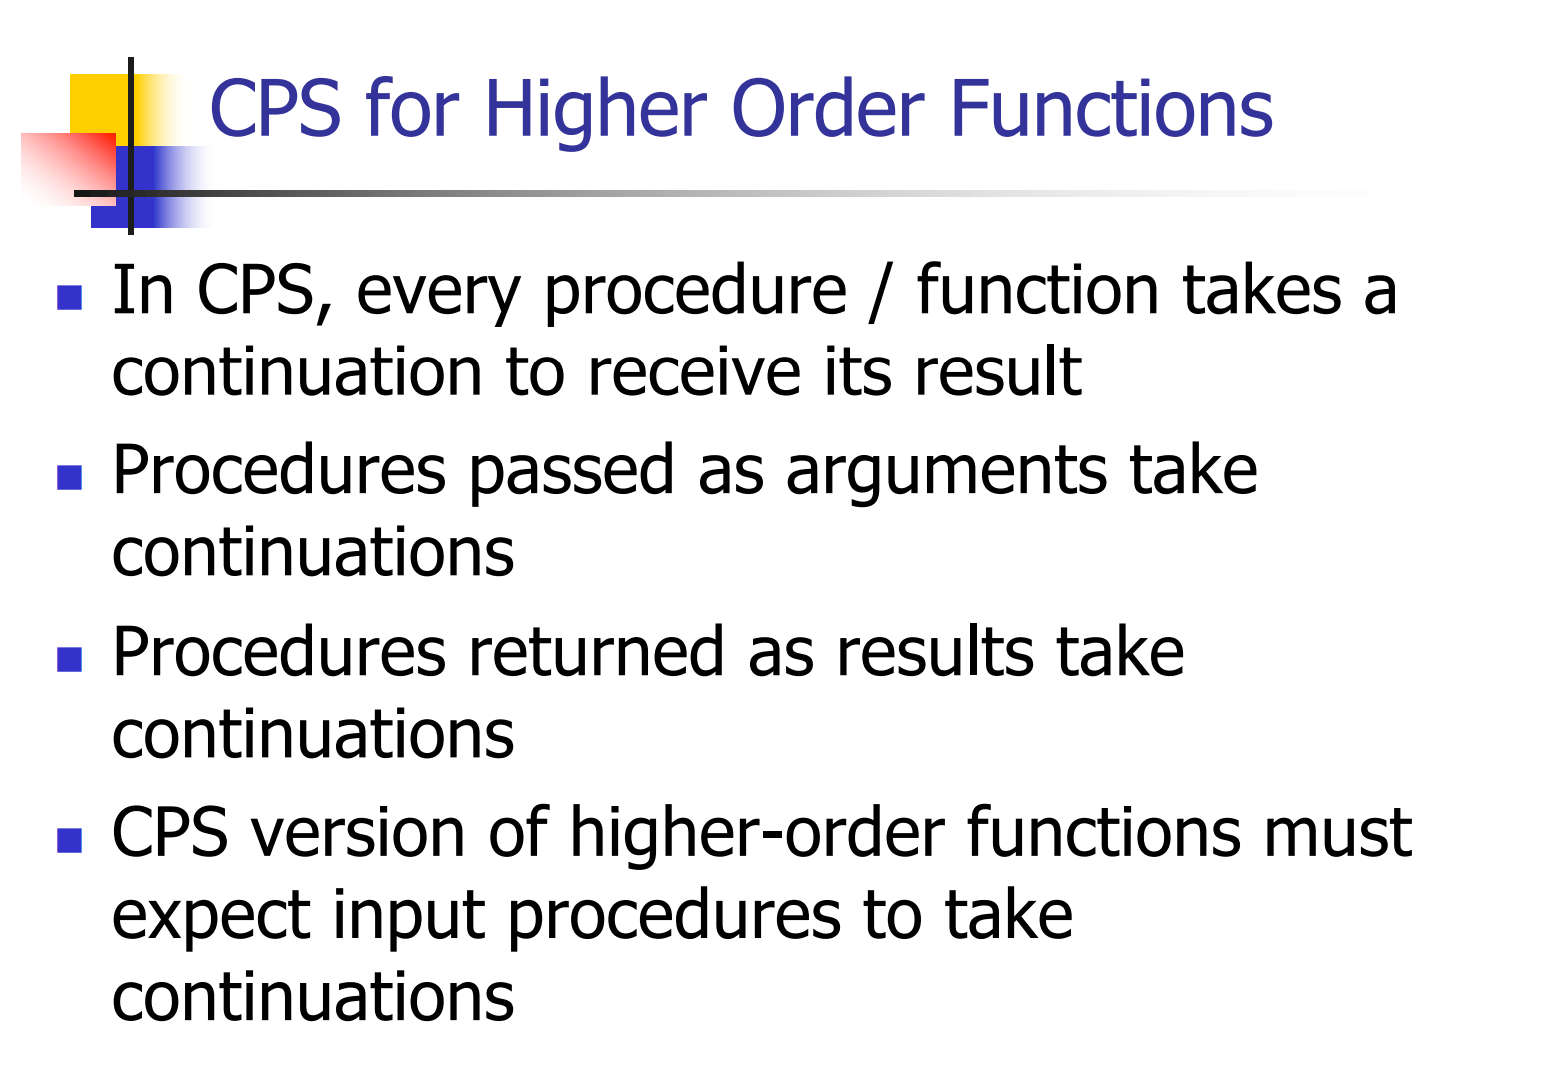 CPS for Higher Order Functions
In CPS, every procedure / function takes a
continuation to receive its result
Procedures passed as arguments take
continuations
Procedures returned as results take
continuations
CPS version of higher-order functions must
expect input procedures to take
continuations